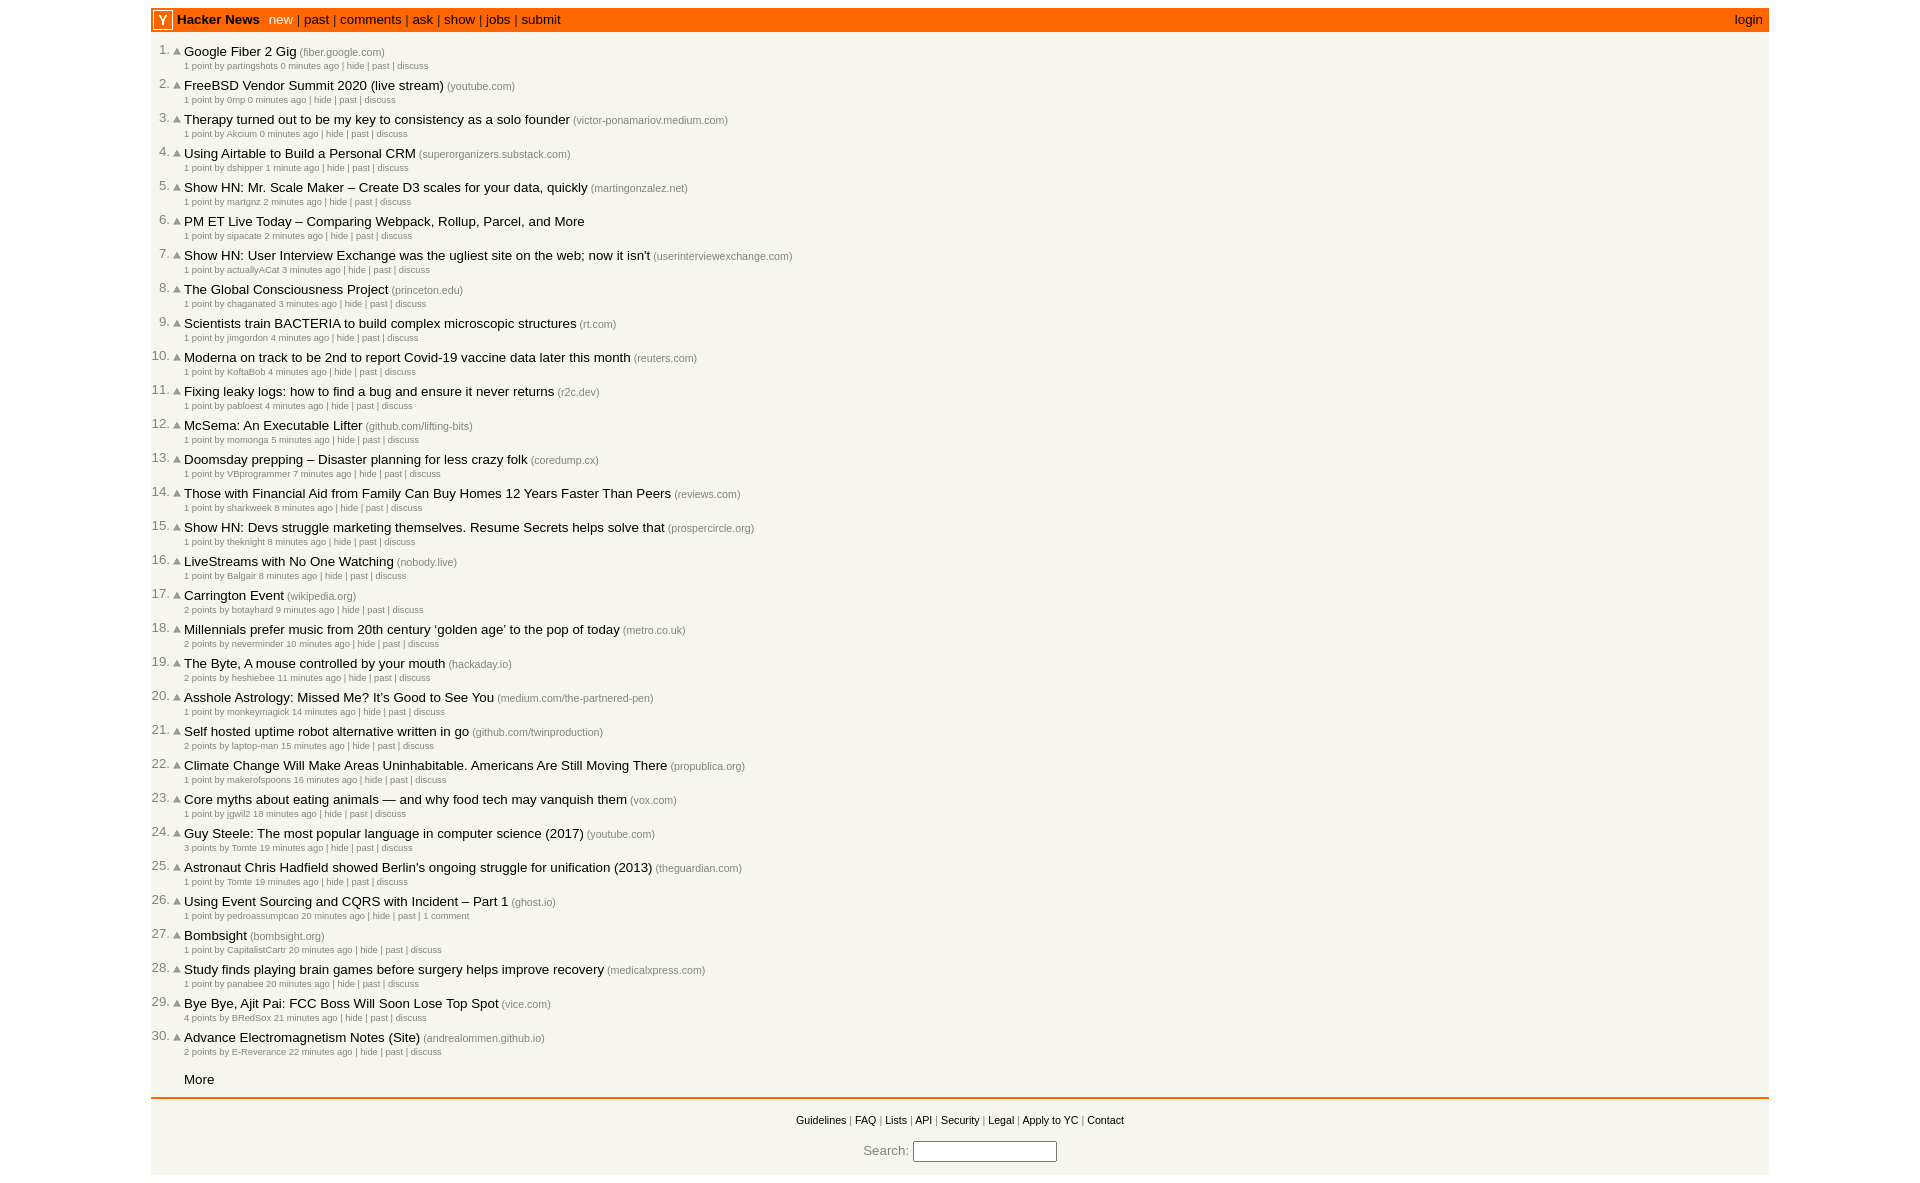 Y Hacker News new | past | comments | ask | show | jobs | submit login
1. Google Fiber 2 Gig (fiber.google.com)
1 point by partingshots 0 minutes ago | hide | past | discuss
2. FreeBSD Vendor Summit 2020 (live stream) (youtube.com)
1 point by 0mp 0 minutes ago | hide | past | discuss
3. Therapy turned out to be my key to consistency as a solo founder (victor-ponamariov.medium.com)
1 point by Akcium 0 minutes ago | hide | past | discuss
4. Using Airtable to Build a Personal CRM (superorganizers.substack.com)
1 point by dshipper 1 minute ago | hide | past | discuss
5. Show HN: Mr. Scale Maker – Create D3 scales for your data, quickly (martingonzalez.net)
1 point by martgnz 2 minutes ago | hide | past | discuss
6. PM ET Live Today – Comparing Webpack, Rollup, Parcel, and More
1 point by sipacate 2 minutes ago | hide | past | discuss
7. Show HN: User Interview Exchange was the ugliest site on the web; now it isn't (userinterviewexchange.com)
1 point by actuallyACat 3 minutes ago | hide | past | discuss
8. The Global Consciousness Project (princeton.edu)
1 point by chaganated 3 minutes ago | hide | past | discuss
9. Scientists train BACTERIA to build complex microscopic structures (rt.com)
1 point by jimgordon 4 minutes ago | hide | past | discuss
10. Moderna on track to be 2nd to report Covid-19 vaccine data later this month (reuters.com)
1 point by KoftaBob 4 minutes ago | hide | past | discuss
11. Fixing leaky logs: how to find a bug and ensure it never returns (r2c.dev)
1 point by pabloest 4 minutes ago | hide | past | discuss
12. McSema: An Executable Lifter (github.com/lifting-bits)
1 point by momonga 5 minutes ago | hide | past | discuss
13. Doomsday prepping – Disaster planning for less crazy folk (coredump.cx)
1 point by VBprogrammer 7 minutes ago | hide | past | discuss
14. Those with Financial Aid from Family Can Buy Homes 12 Years Faster Than Peers (reviews.com)
1 point by sharkweek 8 minutes ago | hide | past | discuss
15. Show HN: Devs struggle marketing themselves. Resume Secrets helps solve that (prospercircle.org)
1 point by theknight 8 minutes ago | hide | past | discuss
16. LiveStreams with No One Watching (nobody.live)
1 point by Balgair 8 minutes ago | hide | past | discuss
17. Carrington Event (wikipedia.org)
2 points by botayhard 9 minutes ago | hide | past | discuss
18. Millennials prefer music from 20th century ‘golden age’ to the pop of today (metro.co.uk)
2 points by neverminder 10 minutes ago | hide | past | discuss
19. The Byte, A mouse controlled by your mouth (hackaday.io)
2 points by heshiebee 11 minutes ago | hide | past | discuss
20. Asshole Astrology: Missed Me? It’s Good to See You (medium.com/the-partnered-pen)
1 point by monkeymagick 14 minutes ago | hide | past | discuss
21. Self hosted uptime robot alternative written in go (github.com/twinproduction)
2 points by laptop-man 15 minutes ago | hide | past | discuss
22. Climate Change Will Make Areas Uninhabitable. Americans Are Still Moving There (propublica.org)
1 point by makerofspoons 16 minutes ago | hide | past | discuss
23. Core myths about eating animals — and why food tech may vanquish them (vox.com)
1 point by jgwil2 18 minutes ago | hide | past | discuss
24. Guy Steele: The most popular language in computer science (2017) (youtube.com)
3 points by Tomte 19 minutes ago | hide | past | discuss
25. Astronaut Chris Hadfield showed Berlin's ongoing struggle for unification (2013) (theguardian.com)
1 point by Tomte 19 minutes ago | hide | past | discuss
26. Using Event Sourcing and CQRS with Incident – Part 1 (ghost.io)
1 point by pedroassumpcao 20 minutes ago | hide | past | 1 comment
27. Bombsight (bombsight.org)
1 point by CapitalistCartr 20 minutes ago | hide | past | discuss
28. Study finds playing brain games before surgery helps improve recovery (medicalxpress.com)
1 point by panabee 20 minutes ago | hide | past | discuss
29. Bye Bye, Ajit Pai: FCC Boss Will Soon Lose Top Spot (vice.com)
4 points by BRedSox 21 minutes ago | hide | past | discuss
30. Advance Electromagnetism Notes (Site) (andrealommen.github.io)
2 points by E-Reverance 22 minutes ago | hide | past | discuss
More
Guidelines | FAQ | Lists | API | Security | Legal | Apply to YC | Contact
Search: